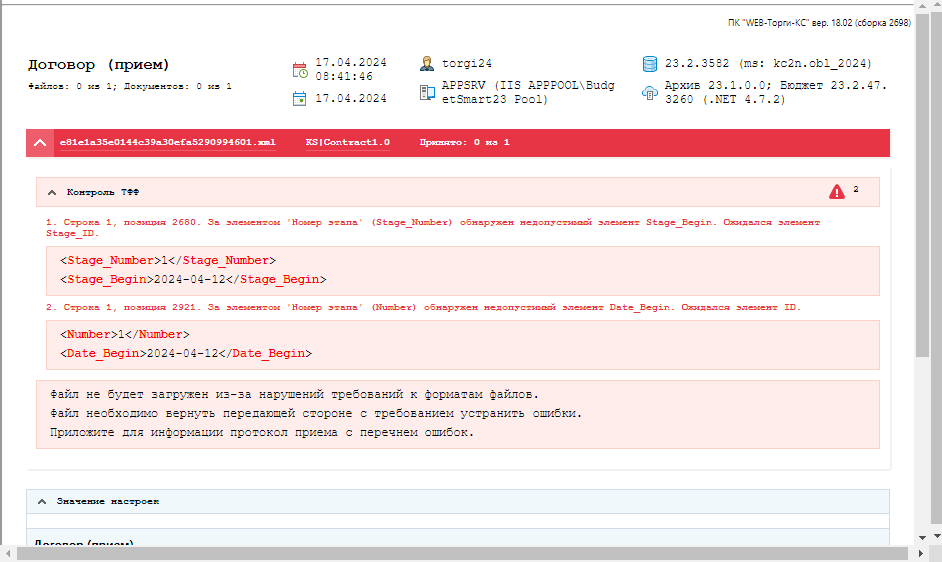 ПК "WEB-Торги-КС" вер. 18.02 (сборка 2698)
Договор (прием)
Файлов: 0 из 1; Документов: 0 из 1
17.04.2024
08:41:46
17.04.2024
torgi24
APPSRV (IIS APPPOOL\Budg
etSmart23 Pool)
23.2.3582 (ms: kc2n.obl_2024)
Архив 23.1.0.0; Бюджет 23.2.47.
3260 (.NET 4.7.2)
e81e1a35e0144c39a30efa5290994601.xml KS|Contract1.0 Принято: 0 из 1
Контроль ТФФ 2
1. Строка 1, позиция 2680. За элементом 'Номер этапа' (Stage_Number) обнаружен недопустимый элемент Stage_Begin. Ожидался элемент
Stage_ID.
<Stage_Number>1</Stage_Number>
<Stage_Begin>2024-04-12</Stage_Begin>
2. Строка 1, позиция 2921. За элементом 'Номер этапа' (Number) обнаружен недопустимый элемент Date_Begin. Ожидался элемент ID.
<Number>1</Number>
<Date_Begin>2024-04-12</Date_Begin>
Файл не будет загружен из-за нарушений требований к форматам файлов.
Файл необходимо вернуть передающей стороне с требованием устранить ошибки.
Приложите для информации протокол приема с перечнем ошибок.
Значение настроек
Договор (прием)